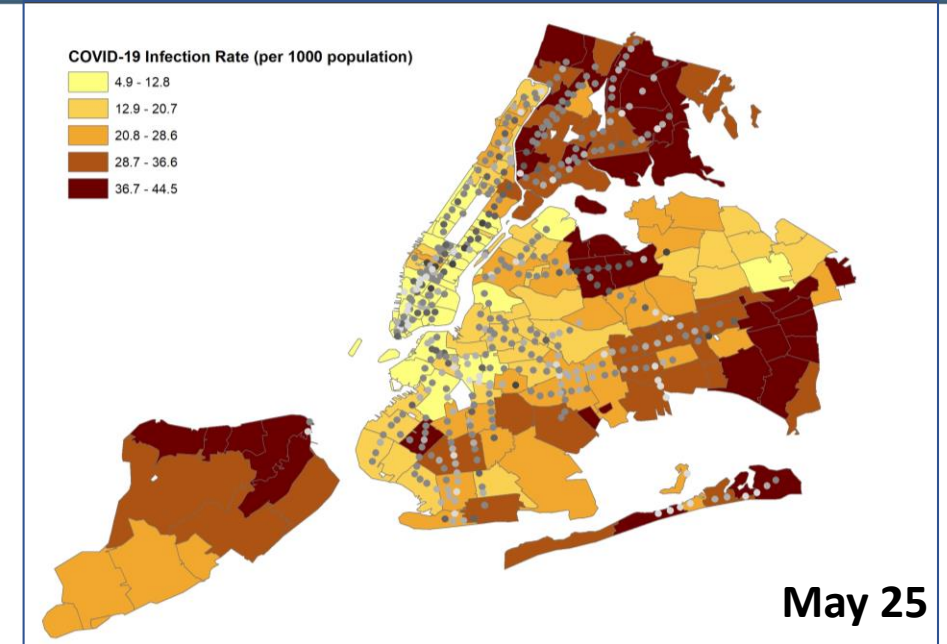 COVID-19 Infection Rate (per 1000 population)
4.9 - 12.8
12.9 - 20.7
20.8 - 28.6
28.7 - 36.6
36.7 - 44.5
May 25